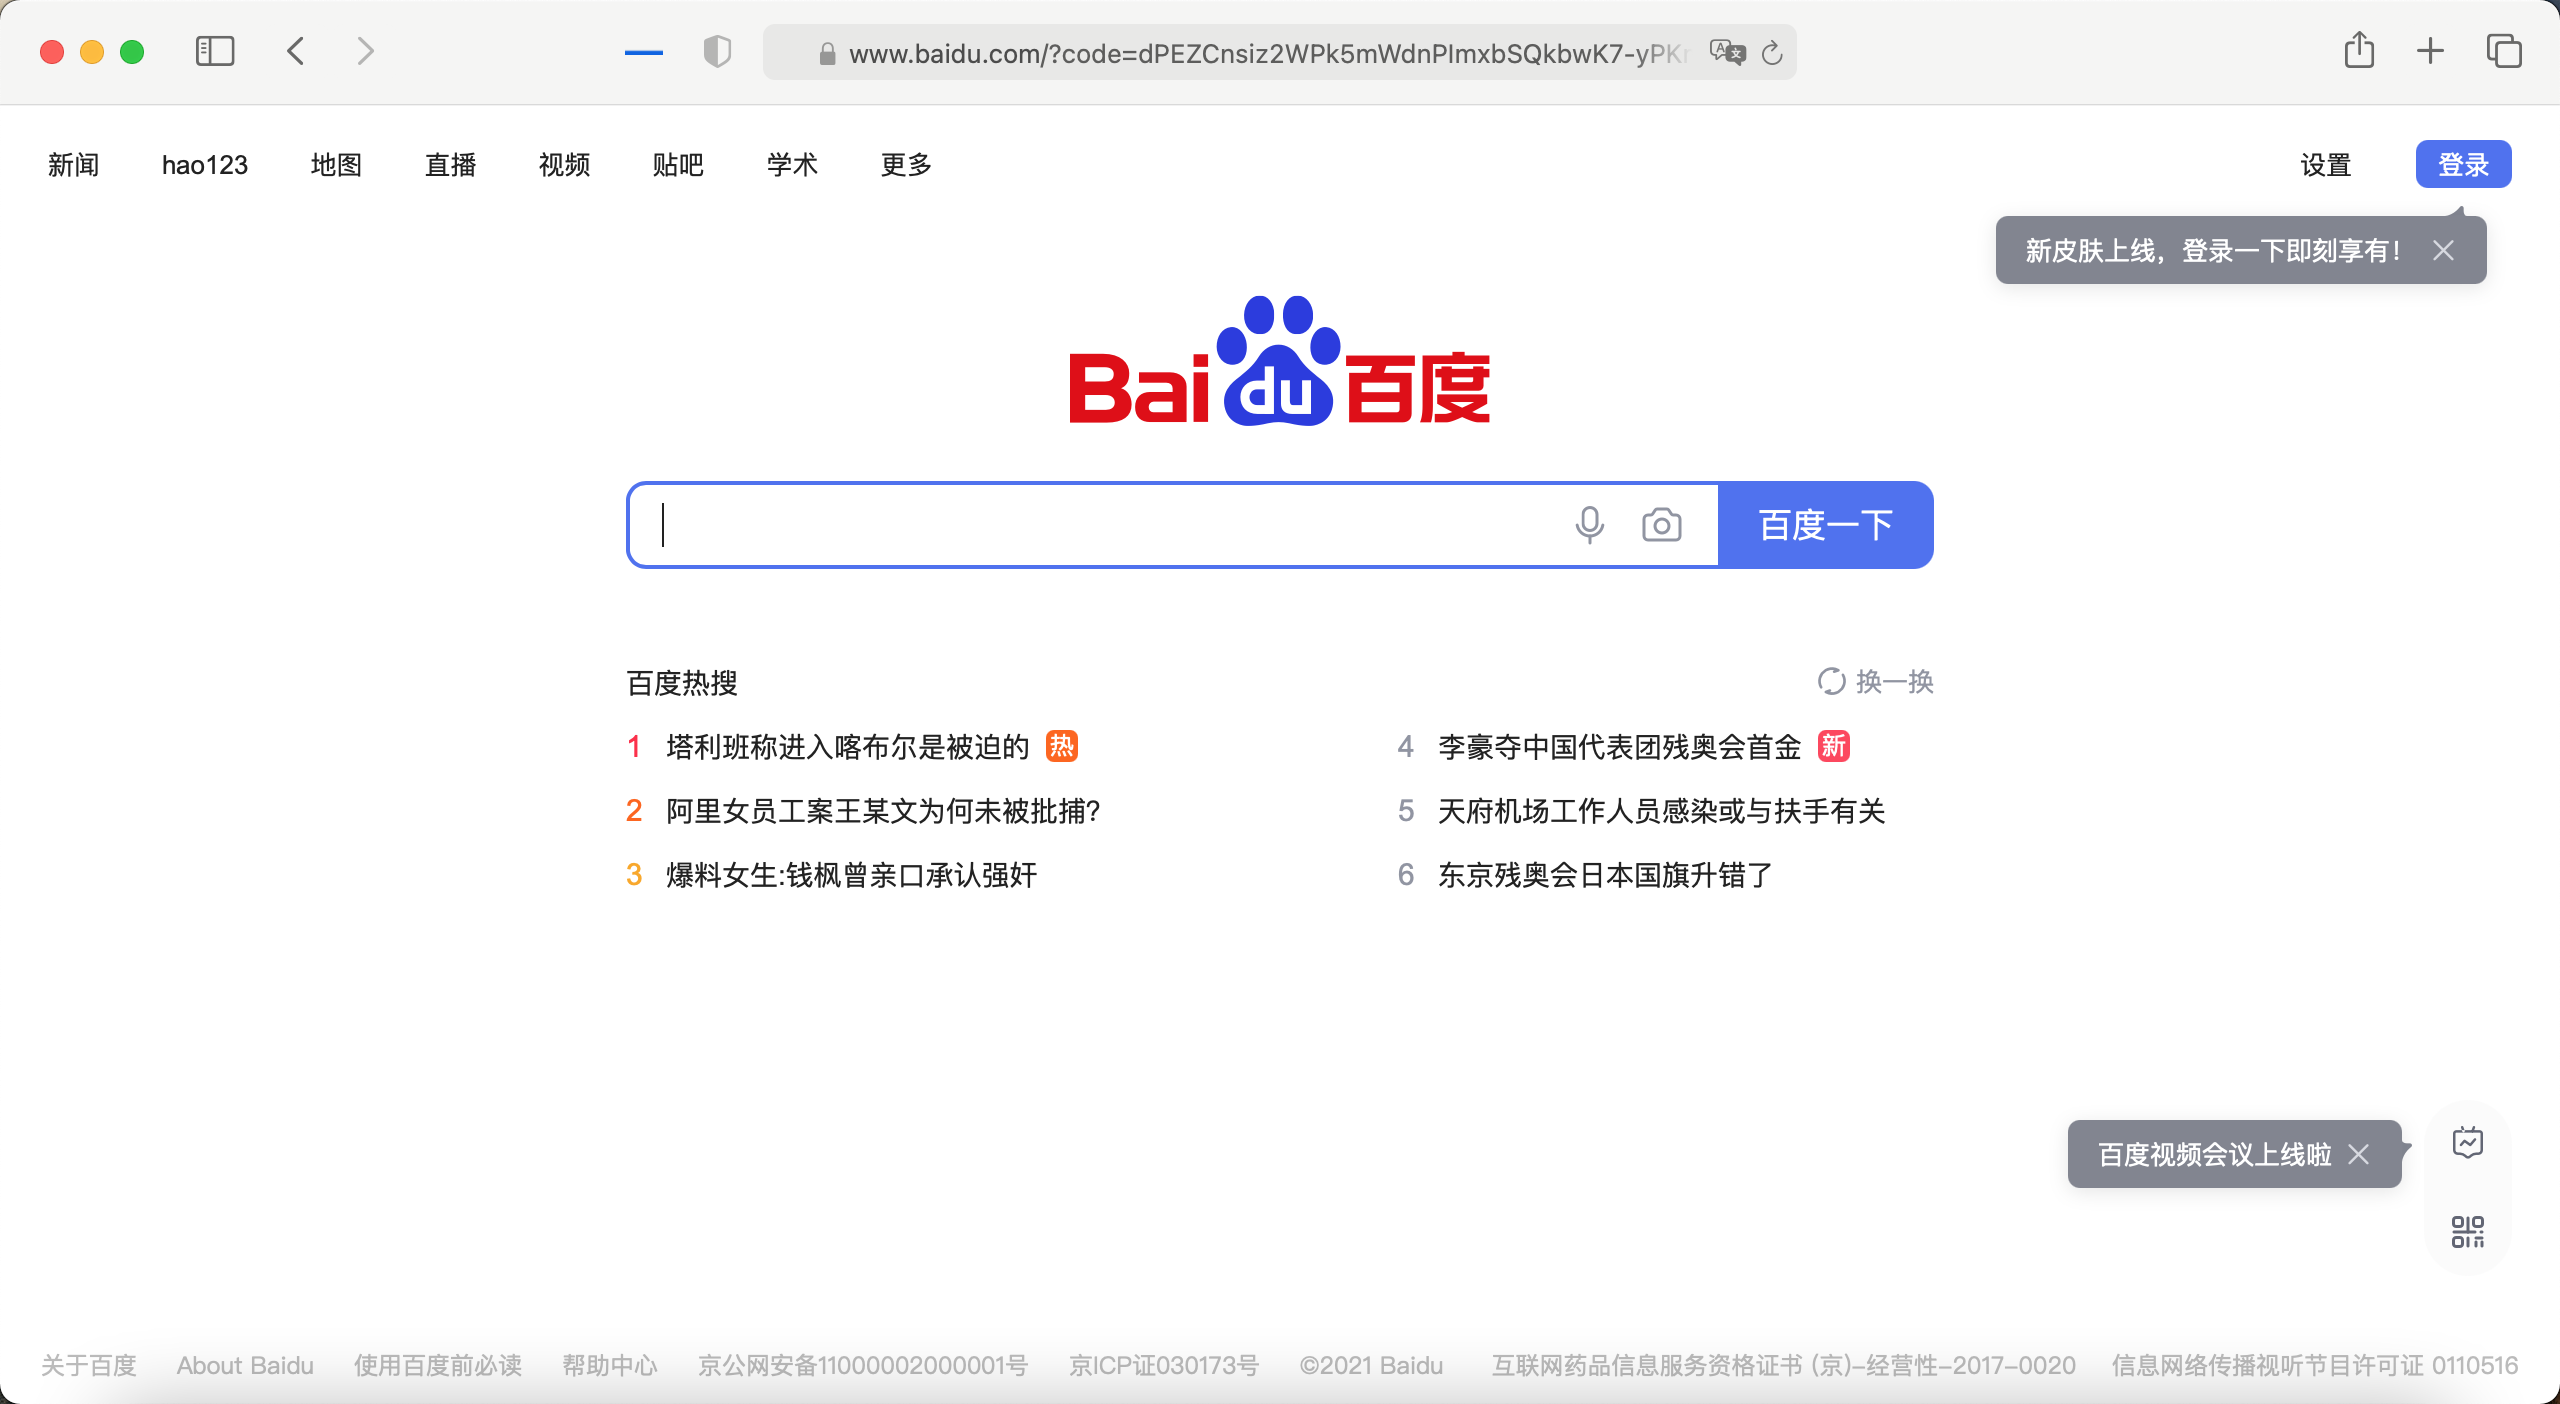 www.baidu.com/?code=dPEZCnsiz2WPk5mWdnPImxbSQkbwK7-yPK
新闻 hao123 地图 直播 视频 贴吧 学术 更多 设置 登录
新皮肤上线，登录一下即刻享有！
Bai du 百度
百度一下
百度热搜 换一换
1 塔利班称进入喀布尔是被迫的 热
2 阿里女员工案王某文为何未被批捕？
3 爆料女生:钱枫曾亲口承认强奸
4 李豪夺中国代表团残奥会首金 新
5 天府机场工作人员感染或与扶手有关
6 东京残奥会日本国旗升错了
百度视频会议上线啦
关于百度 About Baidu 使用百度前必读 帮助中心 京公网安备11000002000001号 京ICP证030173号 ©2021 Baidu 互联网药品信息服务资格证书 (京)-经营性-2017-0020 信息网络传播视听节目许可证 0110516